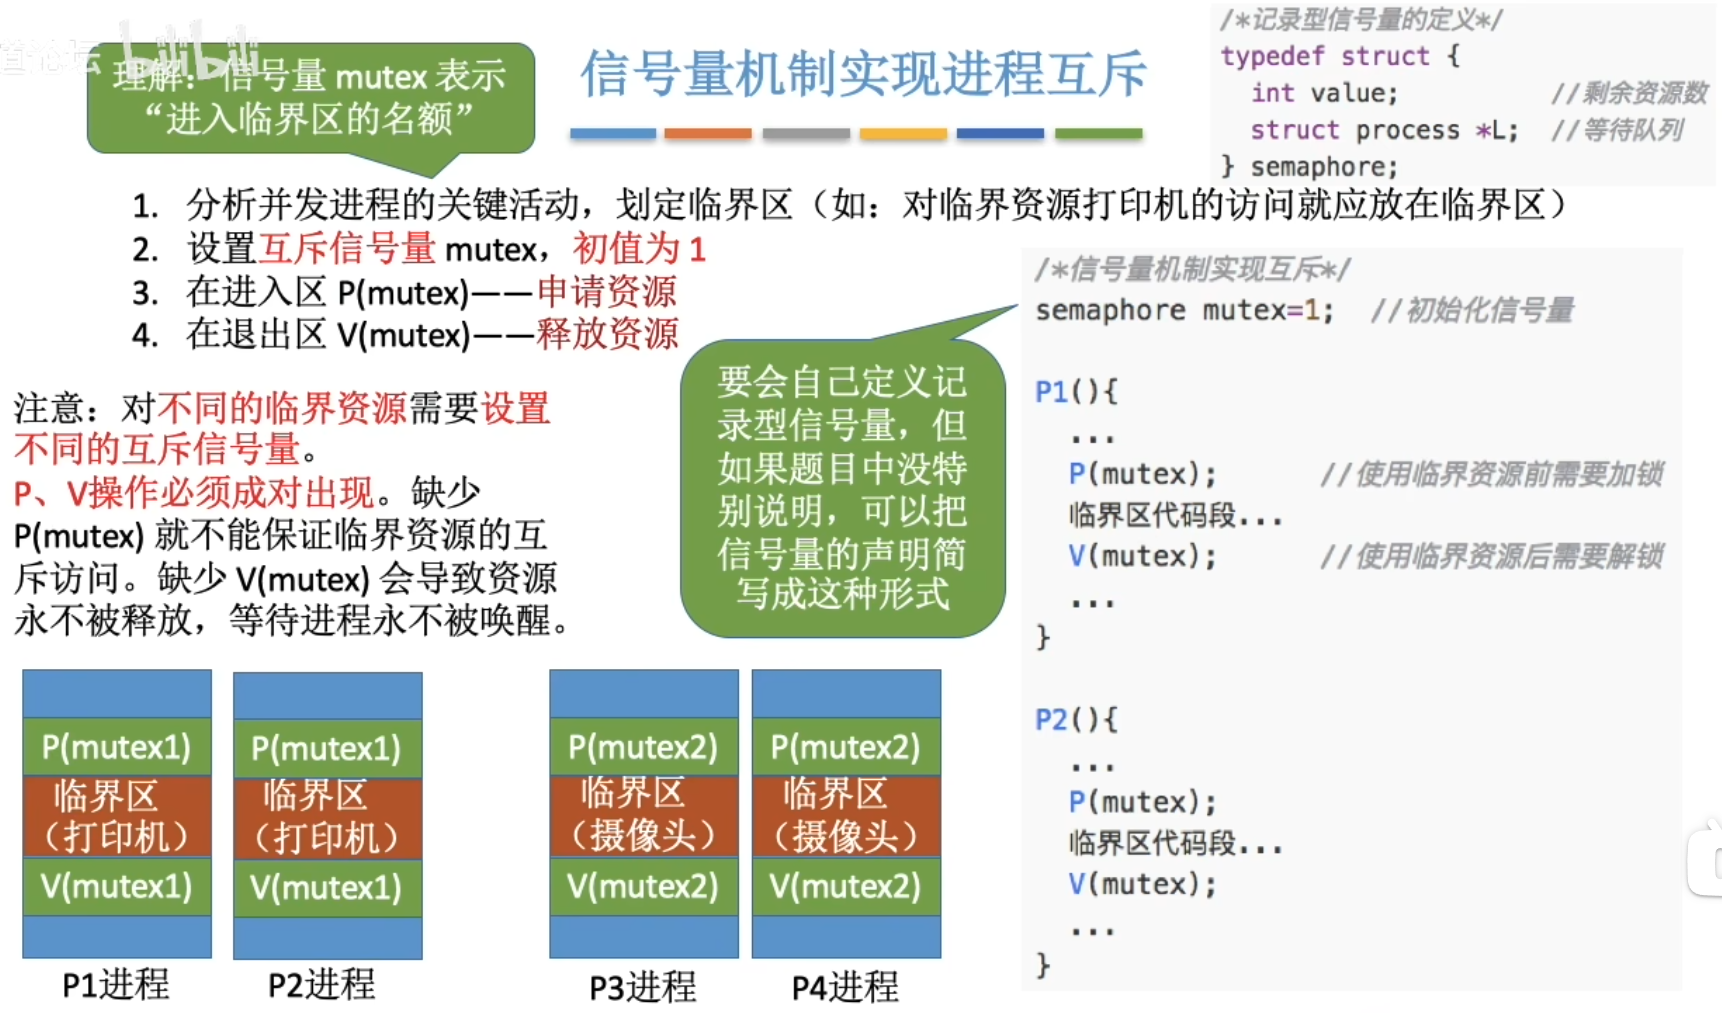 道论坛 bilibili
理解：信号量 mutex 表示
“进入临界区的名额”
信号量机制实现进程互斥
/*记录型信号量的定义*/
typedef struct {
int value; //剩余资源数
struct process *L; //等待队列
} semaphore;
1. 分析并发进程的关键活动，划定临界区（如：对临界资源打印机的访问就应放在临界区）
2. 设置互斥信号量 mutex，初值为 1
3. 在进入区 P(mutex)——申请资源
4. 在退出区 V(mutex)——释放资源
注意：对不同的临界资源需要设置
不同的互斥信号量。
P、V操作必须成对出现。缺少
P(mutex) 就不能保证临界资源的互
斥访问。缺少 V(mutex) 会导致资源
永不被释放，等待进程永不被唤醒。
要会自己定义记
录型信号量，但
如果题目中没特
别说明，可以把
信号量的声明简
写成这种形式
/*信号量机制实现互斥*/
semaphore mutex=1; //初始化信号量
P1(){
...
P(mutex); //使用临界资源前需要加锁
临界区代码段...
V(mutex); //使用临界资源后需要解锁
...
}
P2(){
...
P(mutex);
临界区代码段...
V(mutex);
...
}
P(mutex1)
临界区
（打印机）
V(mutex1)
P1进程
P(mutex1)
临界区
（打印机）
V(mutex1)
P2进程
P(mutex2)
临界区
（摄像头）
V(mutex2)
P3进程
P(mutex2)
临界区
（摄像头）
V(mutex2)
P4进程